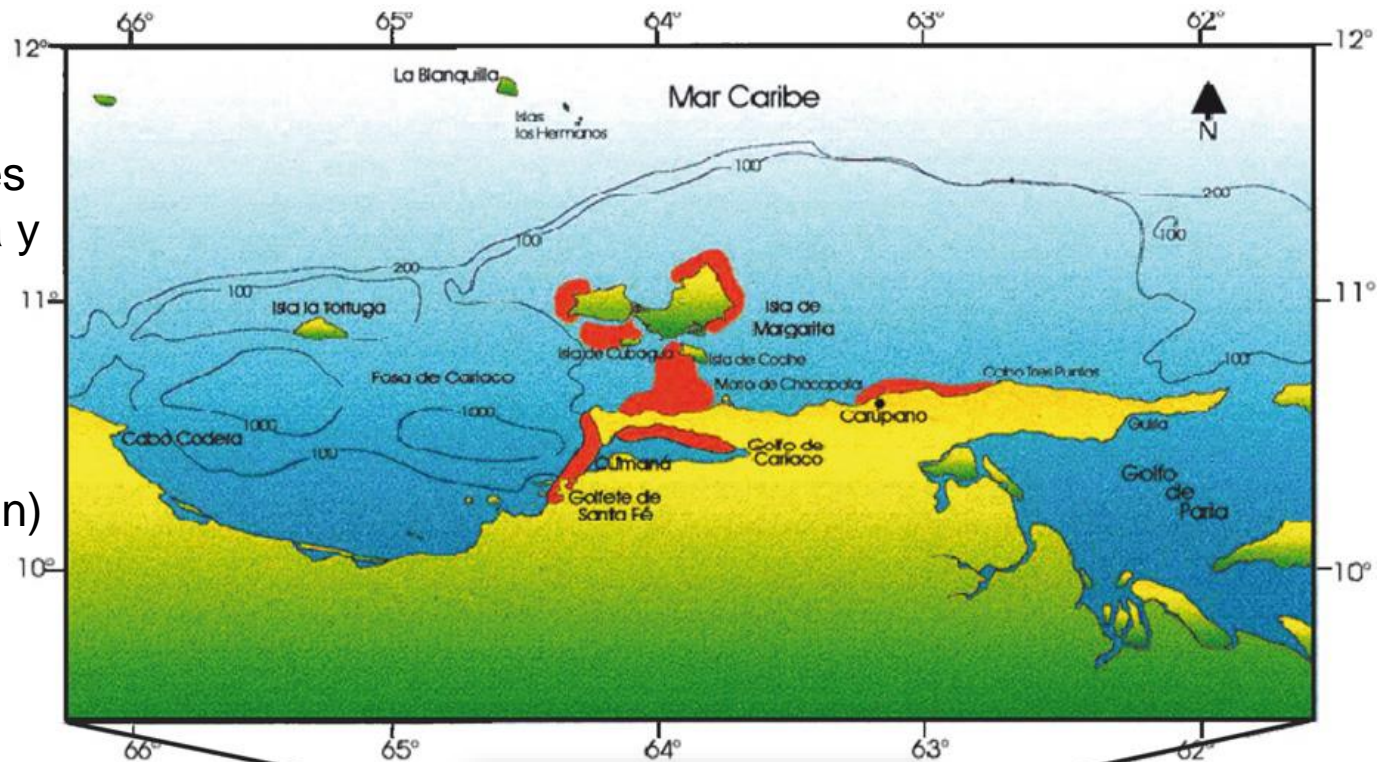 66° 65° 64° 63° 62°
12° 12°
La Blanquilla
Mar Caribe
Islas
los Hermanos
N
es
y
100
200
100
100
200
100
11° 11°
Isla la Tortuga
Isla de
Margarita
Isla de Cubagua
Isla de Coche
Morro de Chacopata
Cabo Tres Puntas
100
Fosa de Cariaco
1000
1000
Carúpano
Cabo Codera
100
Golfo de
Cariaco
Cumaná
Golfete de
Santa Fé
Golfo
de
Paria
n)
10° 10°
66° 65° 64° 63° 62°